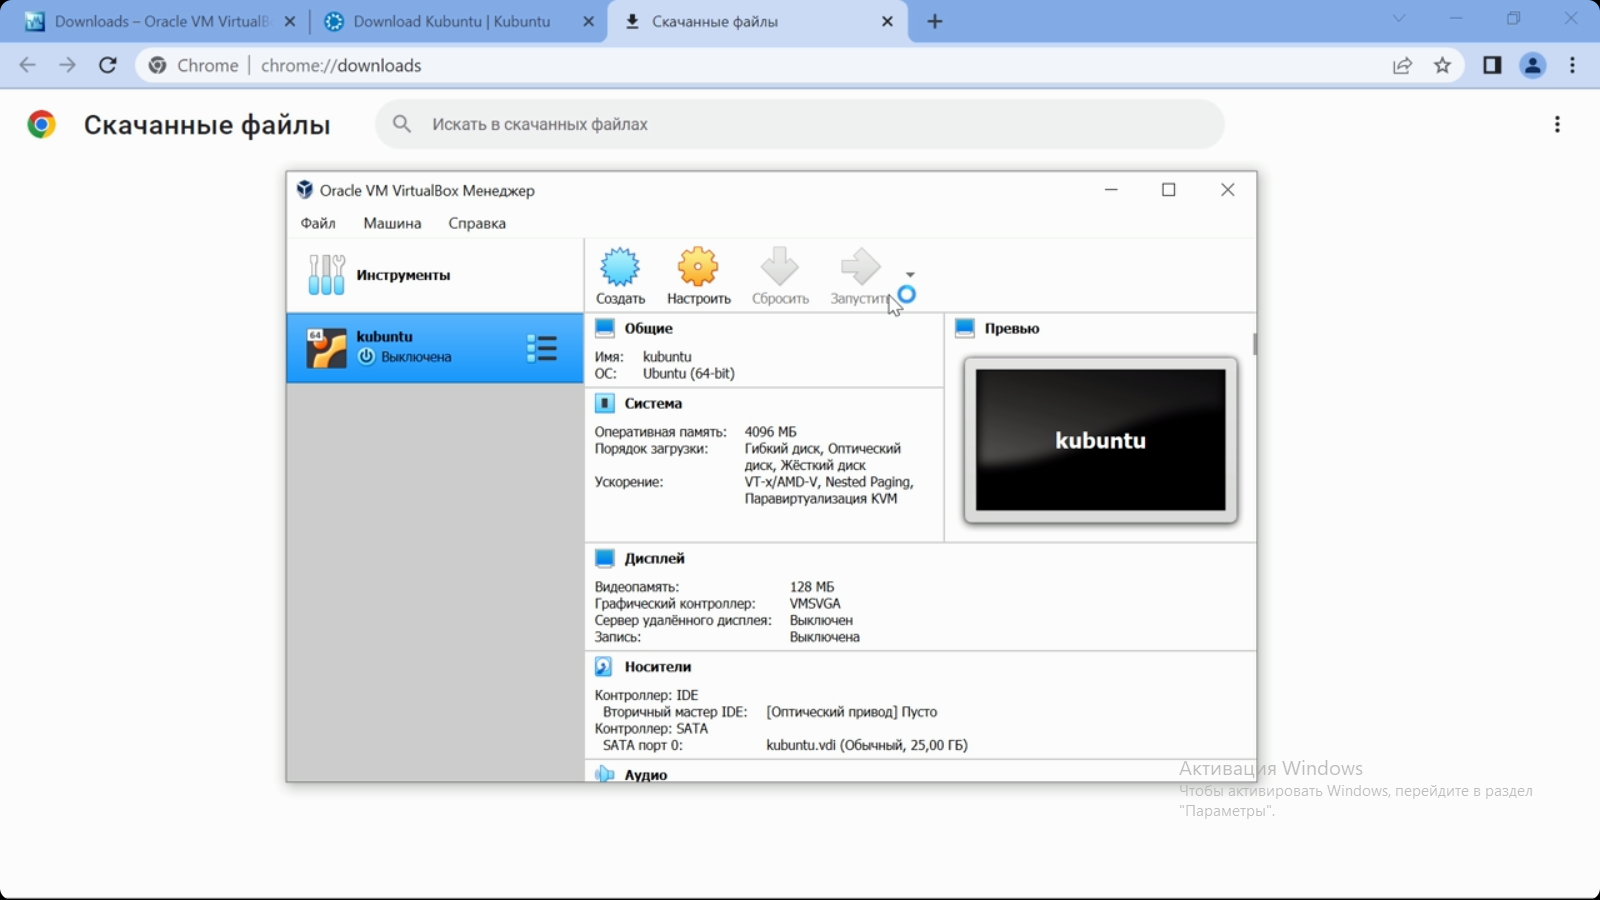 Downloads – Oracle VM VirtualB
Download Kubuntu | Kubuntu
Скачанные файлы
Chrome | chrome://downloads
Скачанные файлы
Искать в скачанных файлах
Oracle VM VirtualBox Менеджер
Файл Машина Справка
Инструменты
Создать Настроить Сбросить Запустить
64
kubuntu
Выключена
Общие
Имя: kubuntu
ОС: Ubuntu (64-bit)
Система
Оперативная память: 4096 МБ
Порядок загрузки: Гибкий диск, Оптический
диск, Жёсткий диск
Ускорение: VT-x/AMD-V, Nested Paging,
Паравиртуализация KVM
Превью
kubuntu
Дисплей
Видеопамять: 128 МБ
Графический контроллер: VMSVGA
Сервер удалённого дисплея: Выключен
Запись: Выключена
Носители
Контроллер: IDE
Вторичный мастер IDE: [Оптический привод] Пусто
Контроллер: SATA
SATA порт 0: kubuntu.vdi (Обычный, 25,00 ГБ)
Аудио
Активация Windows
Чтобы активировать Windows, перейдите в раздел
"Параметры".